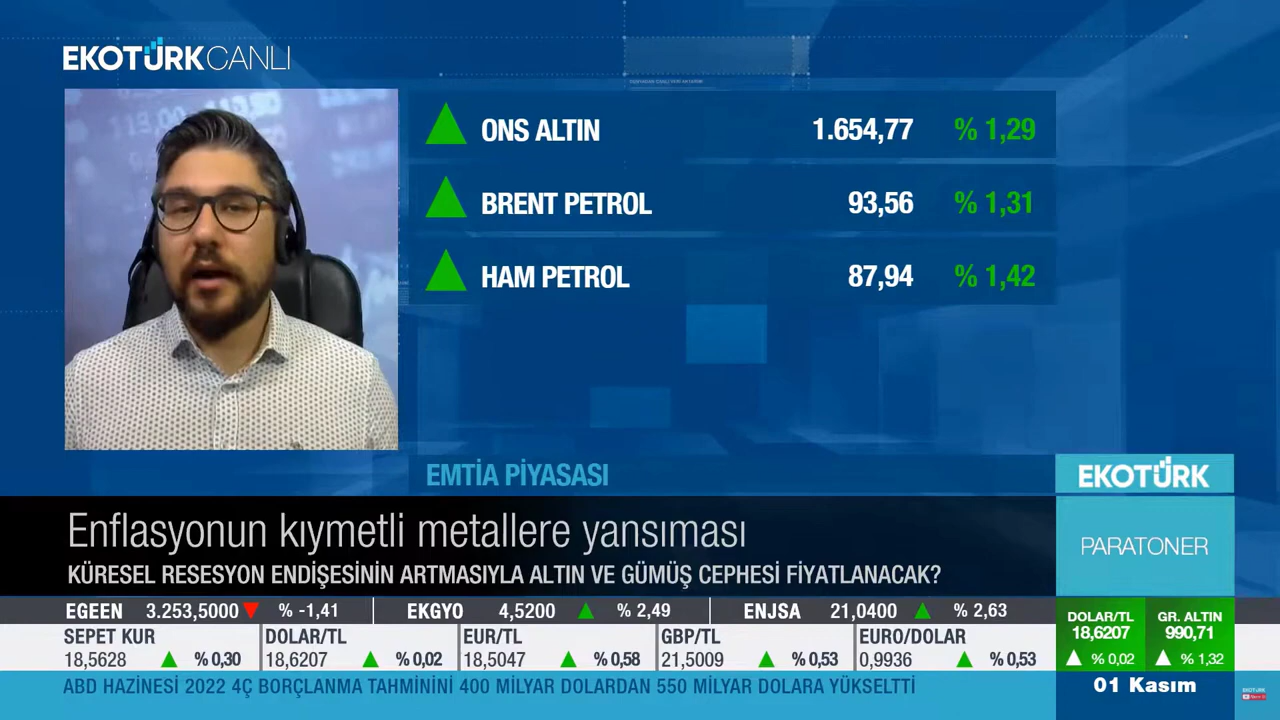 EKOTÜRK CANLI
ONS ALTIN 1.654,77 % 1,29
BRENT PETROL 93,56 % 1,31
HAM PETROL 87,94 % 1,42
EMTİA PİYASASI
EKOTÜRK
Enflasyonun kıymetli metallere yansıması
PARATONER
KÜRESEL RESESYON ENDİŞESİNİN ARTMASIYLA ALTIN VE GÜMÜŞ CEPHESİ FİYATLANACAK?
EGEEN 3.253,5000 % -1,41 EKGYO 4,5200 % 2,49 ENJSA 21,0400 % 2,63
SEPET KUR DOLAR/TL EUR/TL GBP/TL EURO/DOLAR
18,5628 % 0,30 18,6207 % 0,02 18,5047 % 0,58 21,5009 % 0,53 0,9936 % 0,53
DOLAR/TL GR. ALTIN
18,6207 990,71
% 0,02 % 1,32
ABD HAZİNESİ 2022 4Ç BORÇLANMA TAHMİNİNİ 400 MİLYAR DOLARDAN 550 MİLYAR DOLARA YÜKSELTTİ
01 Kasım
EKOTÜRK